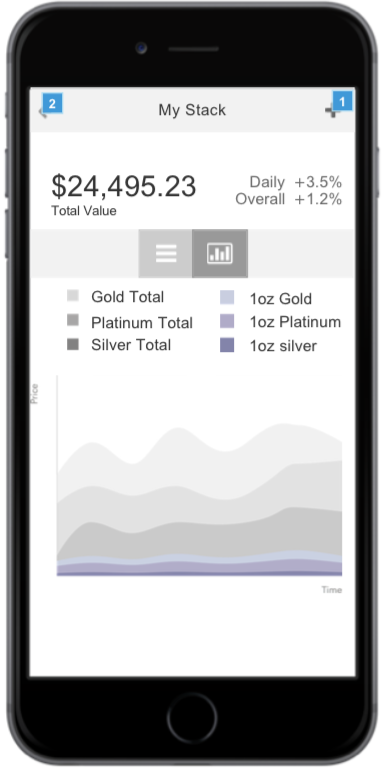 2
My Stack
1
$24,495.23
Total Value
Daily +3.5%
Overall +1.2%
Gold Total
Platinum Total
Silver Total
1oz Gold
1oz Platinum
1oz silver
Price
Time